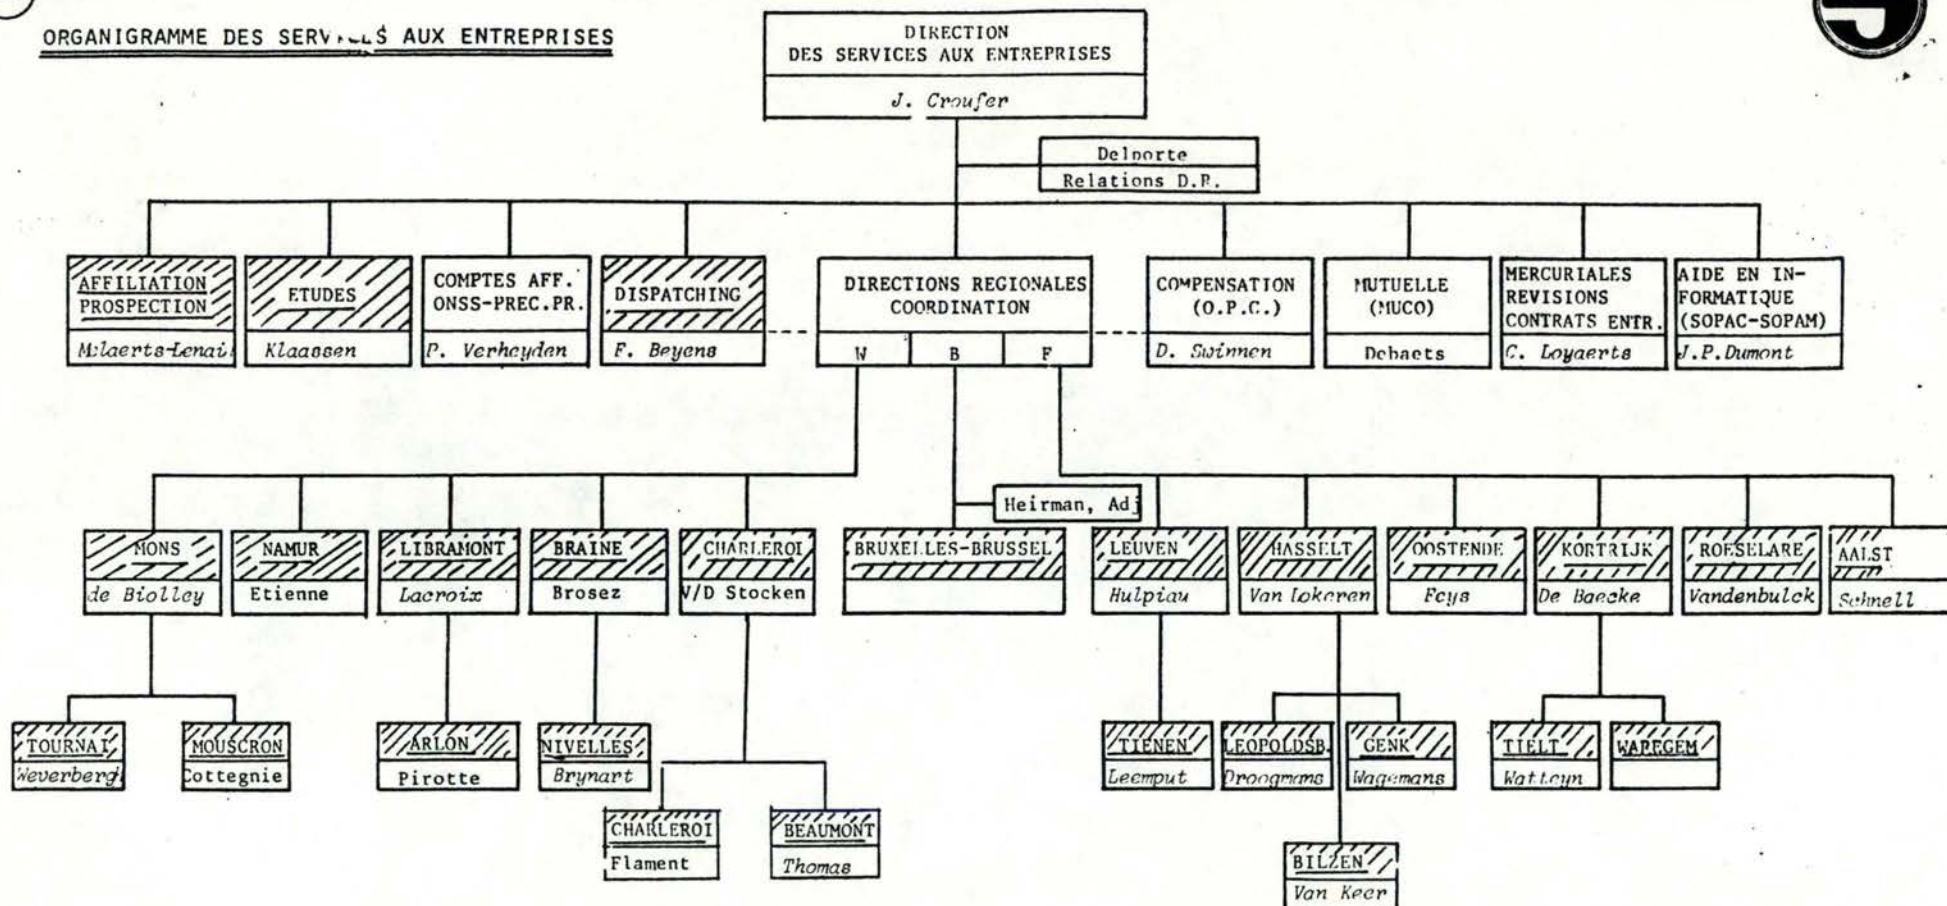 ORGANIGRAMME DES SERVICES AUX ENTREPRISES
DIRECTION
DES SERVICES AUX ENTREPRISES
J. Croufer
Delporte
Relations D.R.
AFFILIATION
PROSPECTION
ETUDES
Klaassen
COMPTES AFF.
ONSS-PREC.PR.
P. Verheyden
DISPATCHING
F. Beyens
DIRECTIONS REGIONALES
COORDINATION
W B F
COMPENSATION
(O.P.C.)
D. Swinnen
MUTUELLE
(MUCO)
Debaets
MERCURIALES
REVISIONS
CONTRATS ENTR.
C. Loyaerts
AIDE EN IN-
FORMATIQUE
(SOPAC-SOPAM)
J.P.Dumont
Heirman, Adj
MONS
de Biolley
NAMUR
Etienne
LIBRAMONT
Lacroix
BRAINE
Brosez
CHARLEROI
V/D Stocken
BRUXELLES-BRUSSEL
LEUVEN
Hulpiau
HASSELT
Van Lokeren
OOSTENDE
Feys
KORTRIJK
De Baecke
ROESELARE
Vandenbulck
AALST
Schnell
TOURNAI
Weverbergh
MOUSCRON
Cottegnie
ARLON
Pirotte
NIVELLES
Brynart
CHARLEROI
Flament
BEAUMONT
Thomas
TIENEN
Leemput
LEOPOLDSB.
Droogmans
GENK
Wagemans
BILZEN
Van Keer
TIELT
Watteyn
WAREGEM